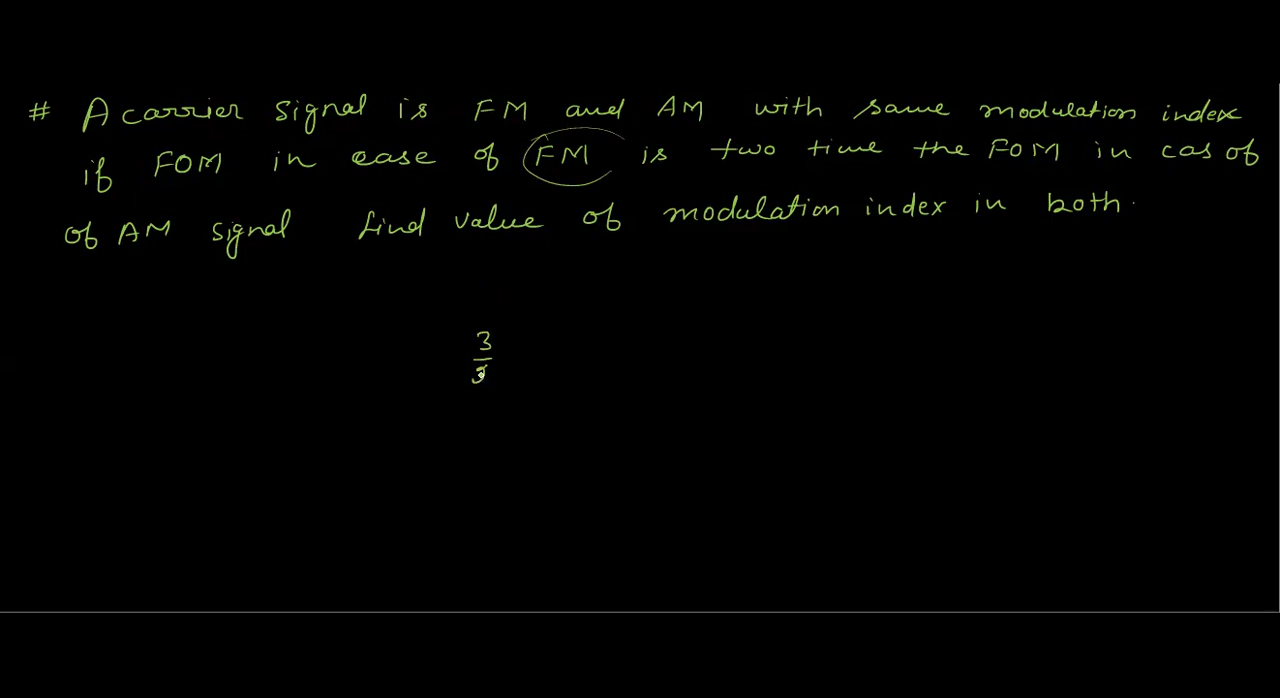 # A carrier signal is FM and AM with same modulation index
if FOM in case of FM is two time the FOM in cas of
of AM signal find value of modulation index in both.
3